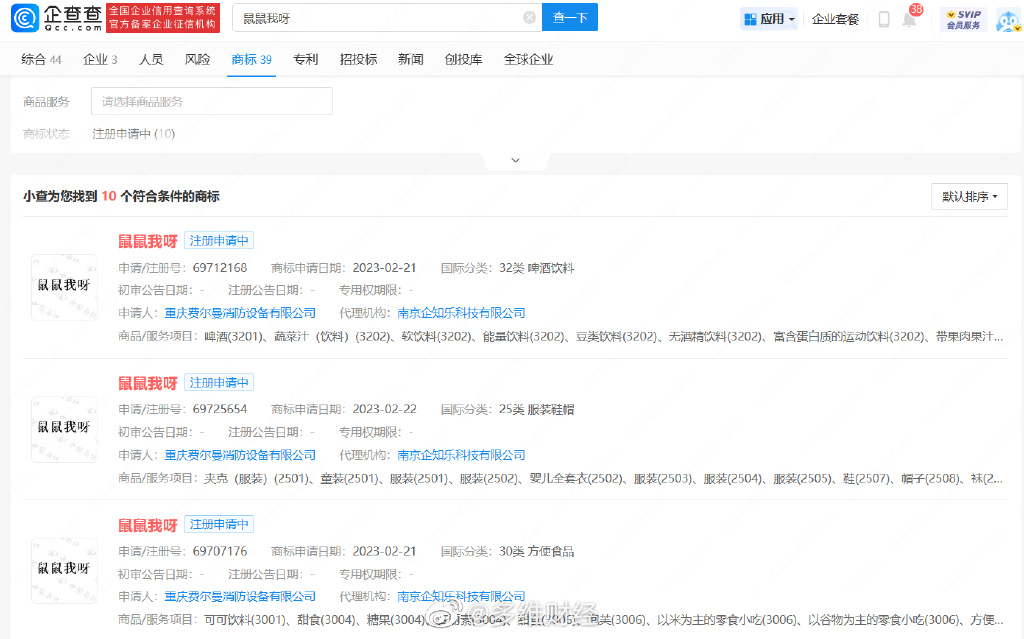 企查查 Qcc.com 全国企业信用查询系统 官方备案企业征信机构 鼠鼠我呀 查一下 应用 企业套餐 38 SVIP 会员服务
综合 44 企业 3 人员 风险 商标 39 专利 招投标 新闻 创投库 全球企业
商品服务 请选择商品服务
商标状态 注册申请中 (10)
小查为您找到 10 个符合条件的商标 默认排序
鼠鼠我呀 注册申请中
申请/注册号：69712168 商标申请日期：2023-02-21 国际分类：32类 啤酒饮料
鼠鼠我呀
初审公告日期：- 注册公告日期：- 专用权期限：-
申请人：重庆费尔曼消防设备有限公司 代理机构：南京企知乐科技有限公司
商品/服务项目：啤酒(3201)、蔬菜汁（饮料）(3202)、软饮料(3202)、能量饮料(3202)、豆类饮料(3202)、无酒精饮料(3202)、富含蛋白质的运动饮料(3202)、带果肉果汁...
鼠鼠我呀 注册申请中
申请/注册号：69725654 商标申请日期：2023-02-22 国际分类：25类 服装鞋帽
鼠鼠我呀
初审公告日期：- 注册公告日期：- 专用权期限：-
申请人：重庆费尔曼消防设备有限公司 代理机构：南京企知乐科技有限公司
商品/服务项目：夹克（服装）(2501)、童装(2501)、服装(2501)、服装(2502)、婴儿全套衣(2502)、服装(2503)、服装(2504)、服装(2505)、鞋(2507)、帽子(2508)、袜(2...
鼠鼠我呀 注册申请中
申请/注册号：69707176 商标申请日期：2023-02-21 国际分类：30类 方便食品
鼠鼠我呀
初审公告日期：- 注册公告日期：- 专用权期限：-
申请人：重庆费尔曼消防设备有限公司 代理机构：南京企知乐科技有限公司
@多维财经
商品/服务项目：可可饮料(3001)、甜食(3004)、糖果(3004)、(3004)、(3006)、(3006)、以米为主的零食小吃(3006)、以谷物为主的零食小吃(3006)、方便...